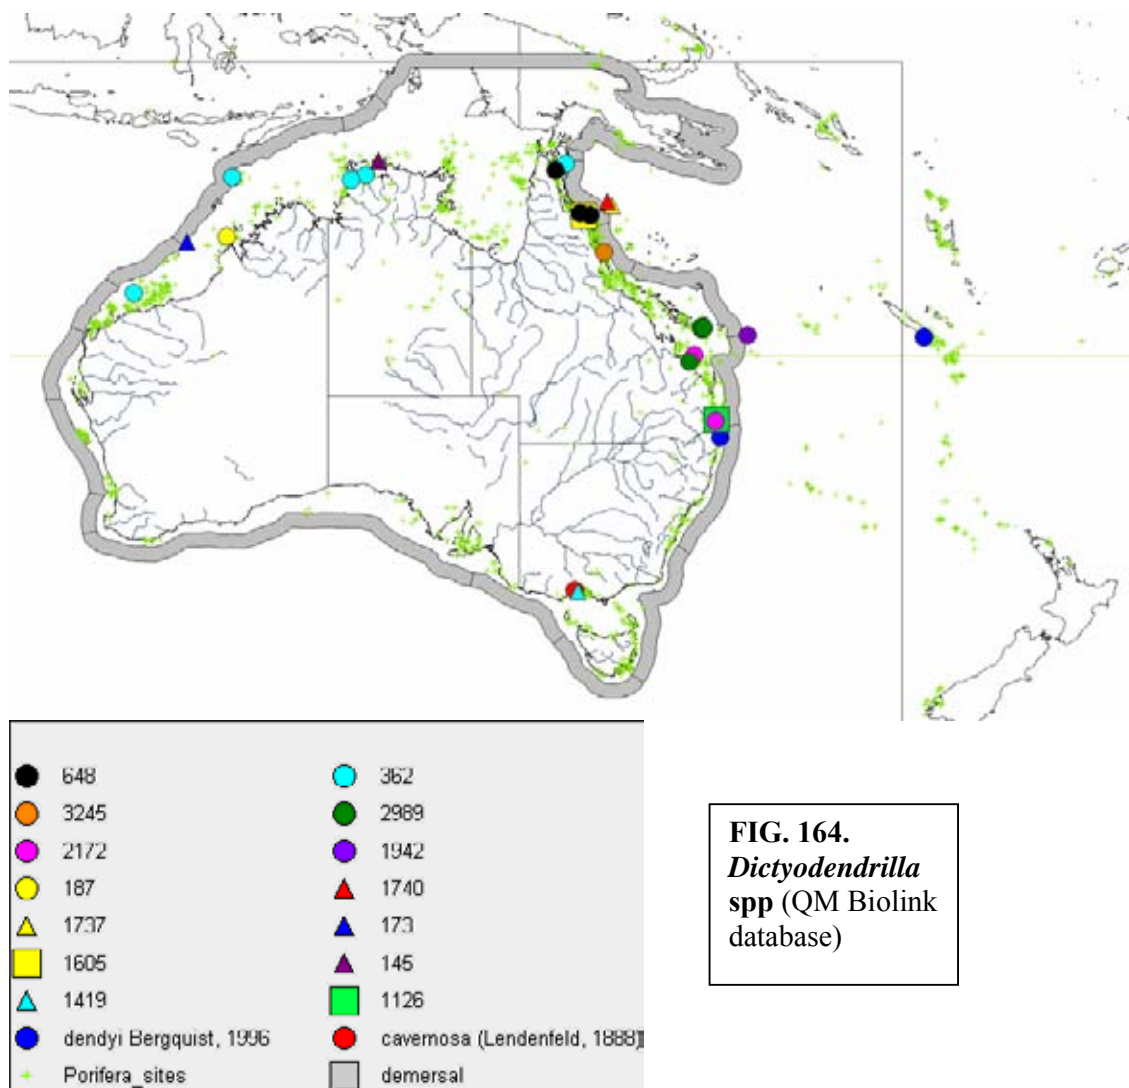 648
362
3245
2989
2172
1942
187
1740
1737
173
1605
145
1419
1126
dendyi Bergquist, 1996
cavernosa (Lendenfeld, 1888)
Porifera_sites
demersal
FIG. 164.
Dictyodendrilla
spp (QM Biolink
database)